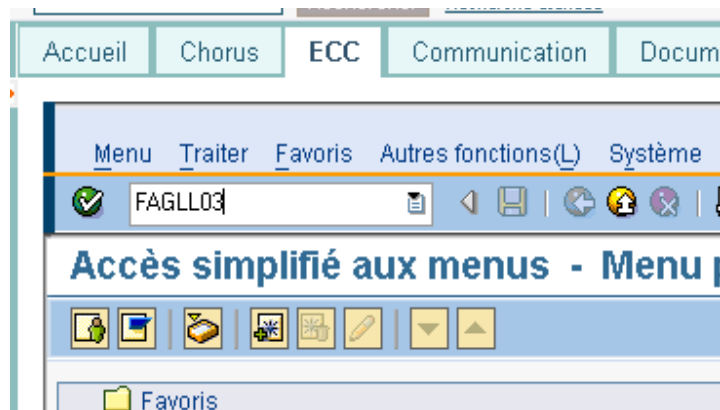 Accueil Chorus ECC Communication Docum
Menu Traiter Favoris Autres fonctions(L) Système
FAGLL03
Accès simplifié aux menus - Menu p
Favoris